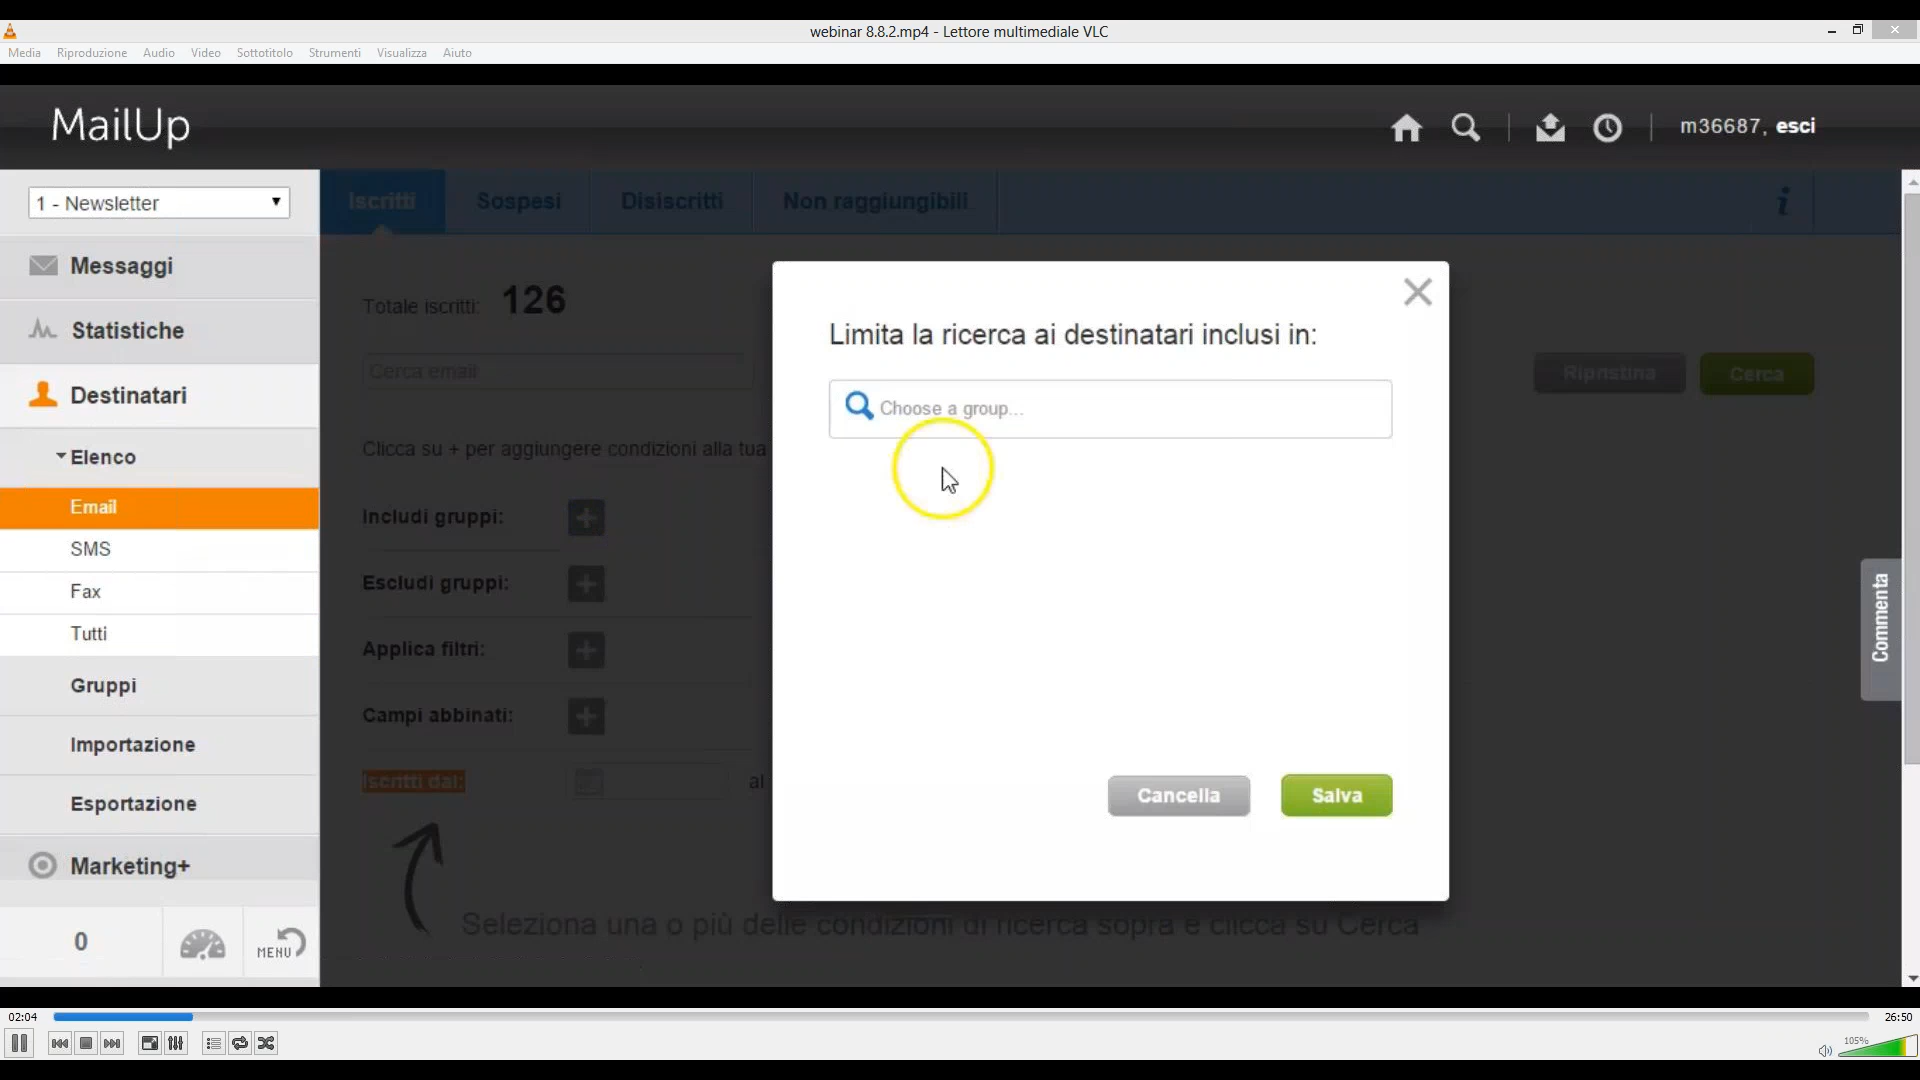 webinar 8.8.2.mp4 - Lettore multimediale VLC
Media Riproduzione Audio Video Sottotitolo Strumenti Visualizza Aiuto
MailUp
m36687, esci
1 - Newsletter
Iscritti Sospesi Disiscritti Non raggiungibili i
Messaggi
Statistiche
Destinatari
Elenco
Email
SMS
Fax
Tutti
Gruppi
Importazione
Esportazione
Marketing+
0
MENU
Totale iscritti: 126
Cerca email
Ripristina Cerca
Clicca su + per aggiungere condizioni alla tua
Includi gruppi:
Escludi gruppi:
Applica filtri:
Campi abbinati:
Iscritti dal: al
Seleziona una o più delle condizioni di ricerca sopra e clicca su Cerca
Limita la ricerca ai destinatari inclusi in:
Choose a group...
Cancella Salva
Commenta
02:04 26:50
105%